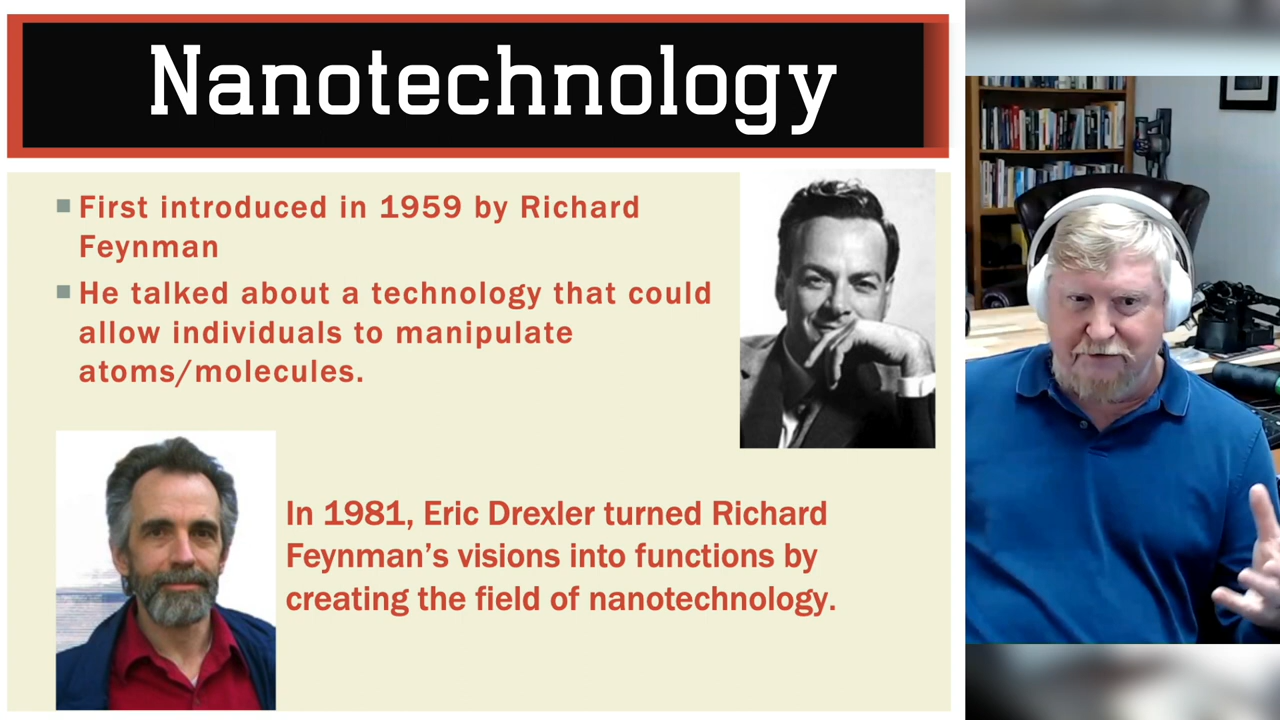 Nanotechnology
First introduced in 1959 by Richard
Feynman
He talked about a technology that could
allow individuals to manipulate
atoms/molecules.
In 1981, Eric Drexler turned Richard
Feynman’s visions into functions by
creating the field of nanotechnology.